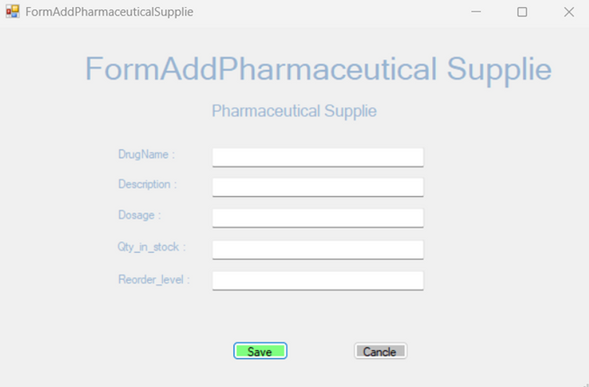 FormAddPharmaceuticalSupplie
FormAddPharmaceutical Supplie
Pharmaceutical Supplie
DrugName :
Description :
Dosage :
Qty_in_stock :
Reorder_level :
Save Cancle